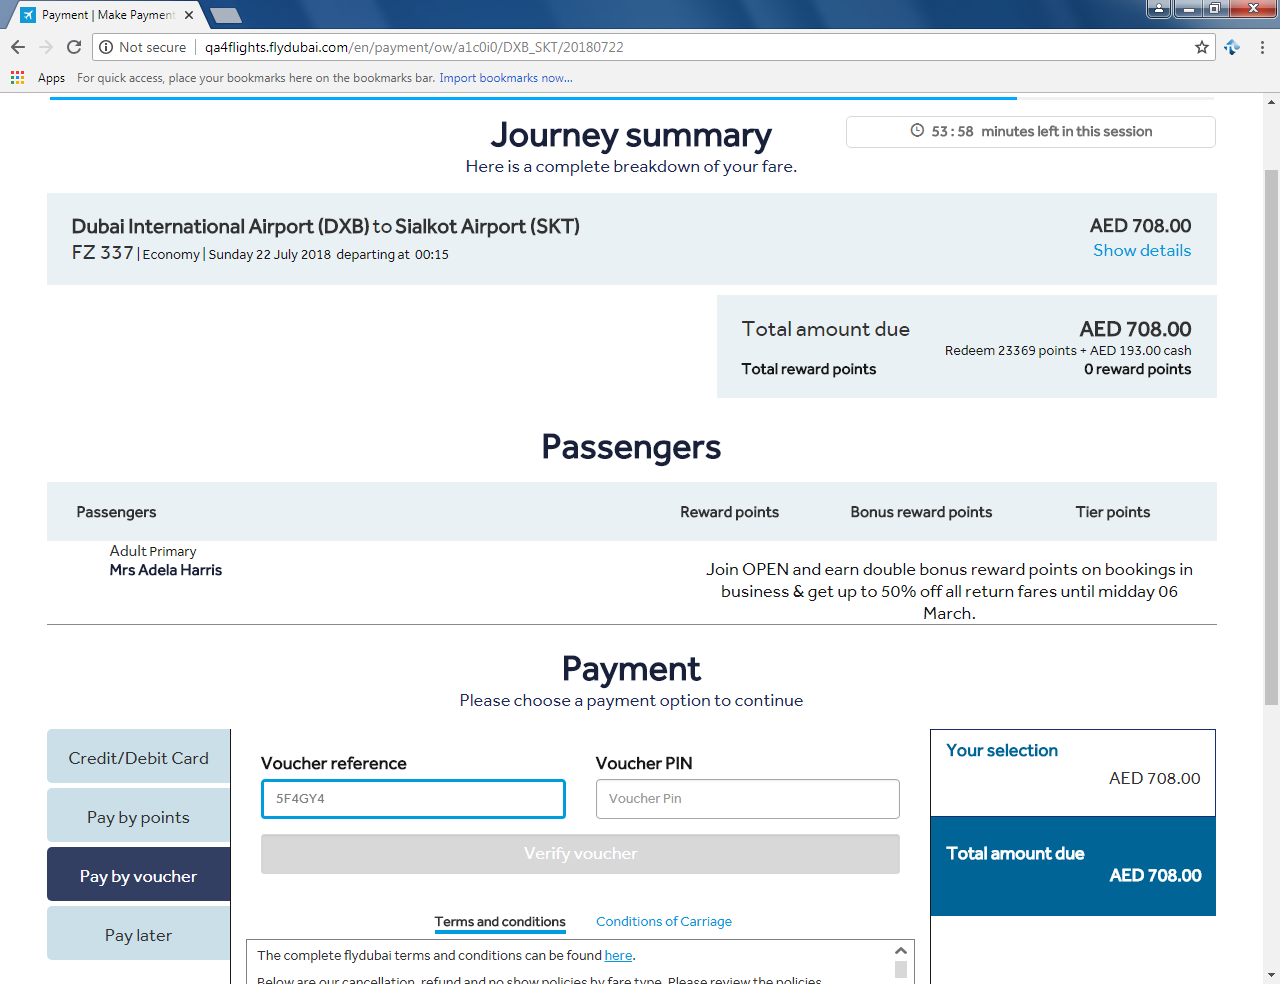 Payment | Make Payment
Not secure
qa4flights.flydubai.com/en/payment/ow/a1c0i0/DXB_SKT/20180722
Apps
For quick access, place your bookmarks here on the bookmarks bar. Import bookmarks now...
Journey summary
53 : 58 minutes left in this session
Here is a complete breakdown of your fare.
Dubai International Airport (DXB) to Sialkot Airport (SKT)
AED 708.00
FZ 337 | Economy | Sunday 22 July 2018 departing at 00:15
Show details
Total amount due
AED 708.00
Redeem 23369 points + AED 193.00 cash
Total reward points
0 reward points
Passengers
Passengers
Reward points
Bonus reward points
Tier points
Adult Primary
Mrs Adela Harris
Join OPEN and earn double bonus reward points on bookings in
business & get up to 50% off all return fares until midday 06
March.
Payment
Please choose a payment option to continue
Credit/Debit Card
Pay by points
Pay by voucher
Pay later
Voucher reference
Voucher PIN
5F4GY4
Voucher Pin
Verify voucher
Terms and conditions
Conditions of Carriage
The complete flydubai terms and conditions can be found here.
Below are our cancellation, refund and no show policies by fare type. Please review the policies
Your selection
AED 708.00
Total amount due
AED 708.00